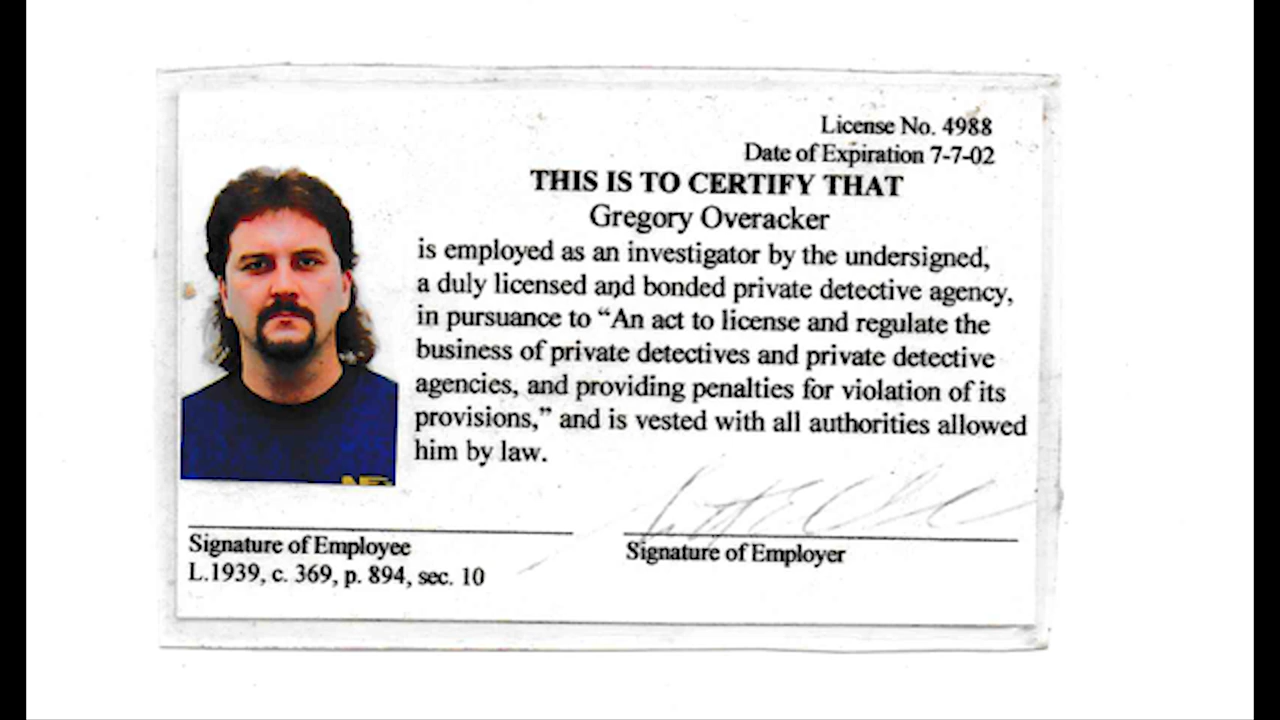 License No. 4988
Date of Expiration 7-7-02
THIS IS TO CERTIFY THAT
Gregory Overacker
is employed as an investigator by the undersigned,
a duly licensed and bonded private detective agency,
in pursuance to “An act to license and regulate the
business of private detectives and private detective
agencies, and providing penalties for violation of its
provisions,” and is vested with all authorities allowed
him by law.
Signature of Employee
Signature of Employer
L.1939, c. 369, p. 894, sec. 10